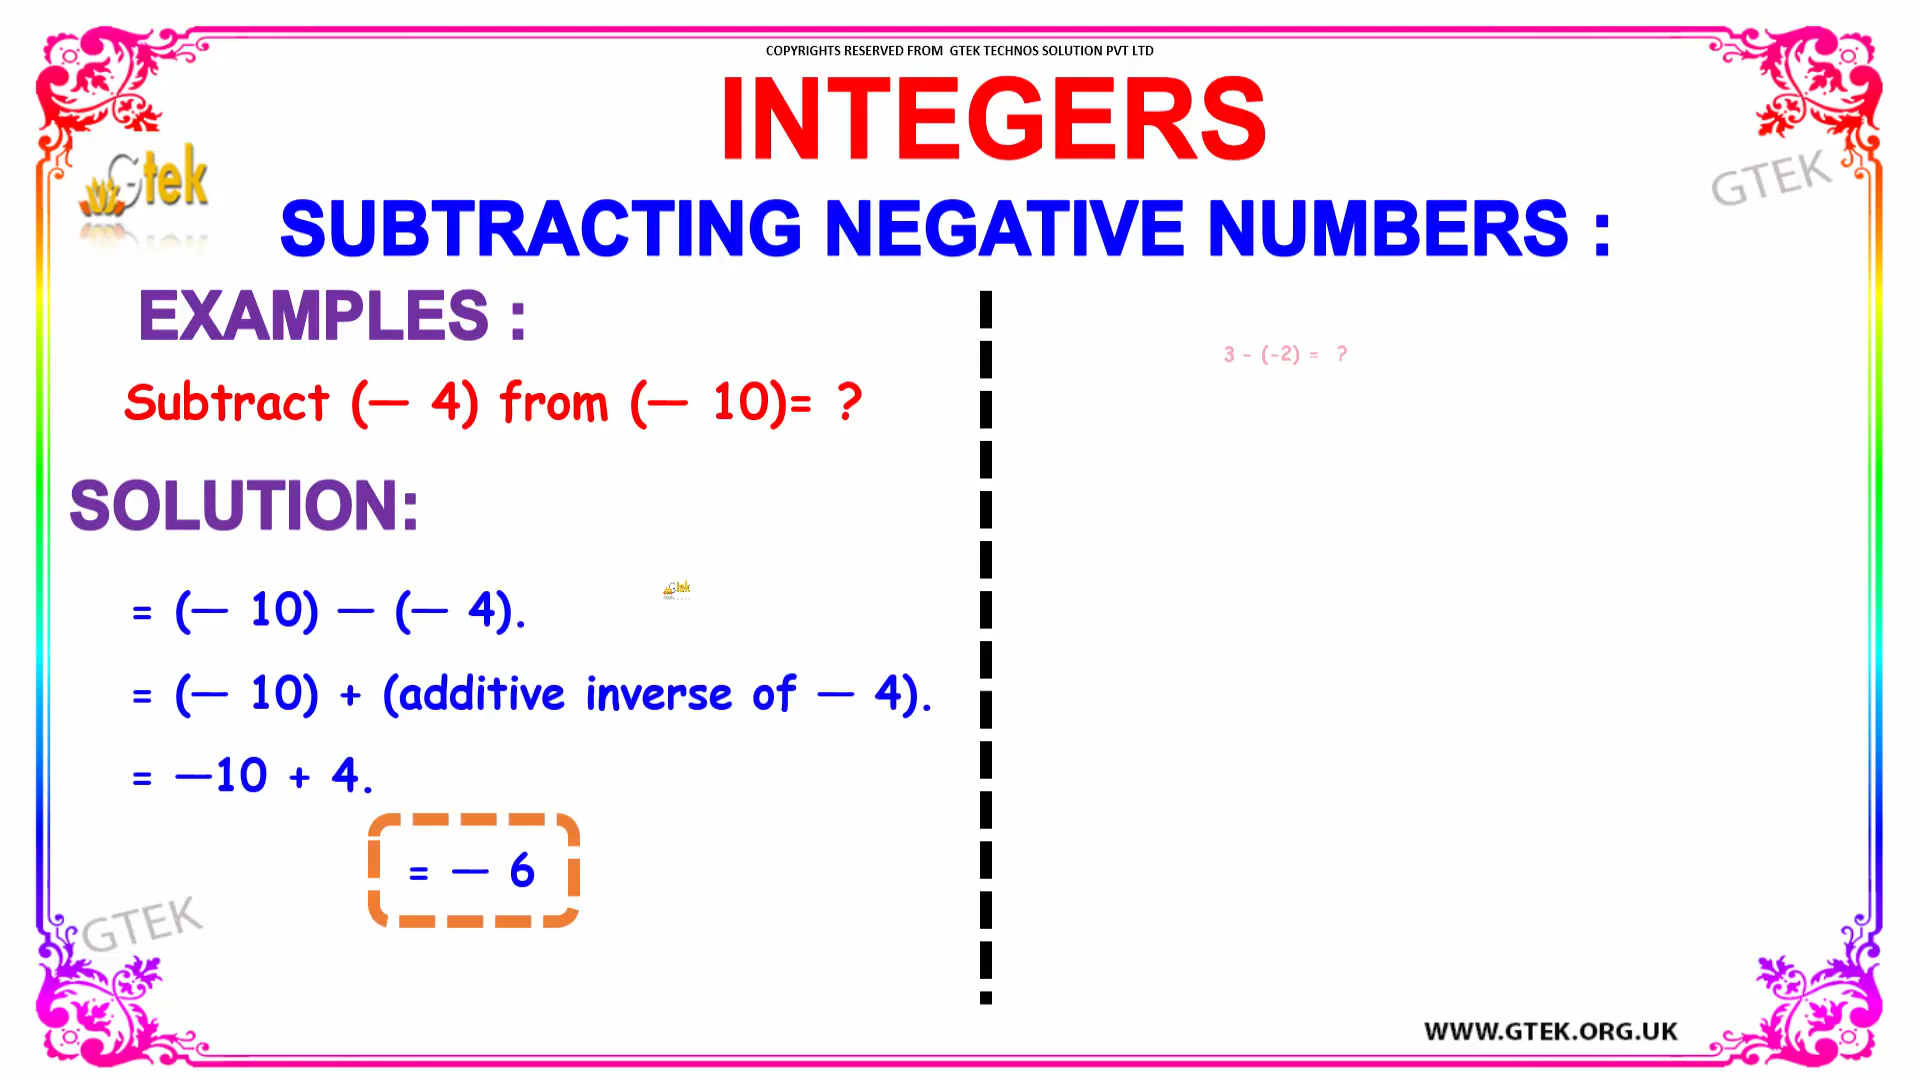 COPYRIGHTS RESERVED FROM GTEK TECHNOS SOLUTION PVT LTD
INTEGERS
Gtek
GTEK
SUBTRACTING NEGATIVE NUMBERS :
EXAMPLES :
3 - (-2) = ?
Subtract (— 4) from (— 10)= ?
SOLUTION:
Gtek
= (— 10) — (— 4).
= (— 10) + (additive inverse of — 4).
= —10 + 4.
= — 6
GTEK
WWW.GTEK.ORG.UK